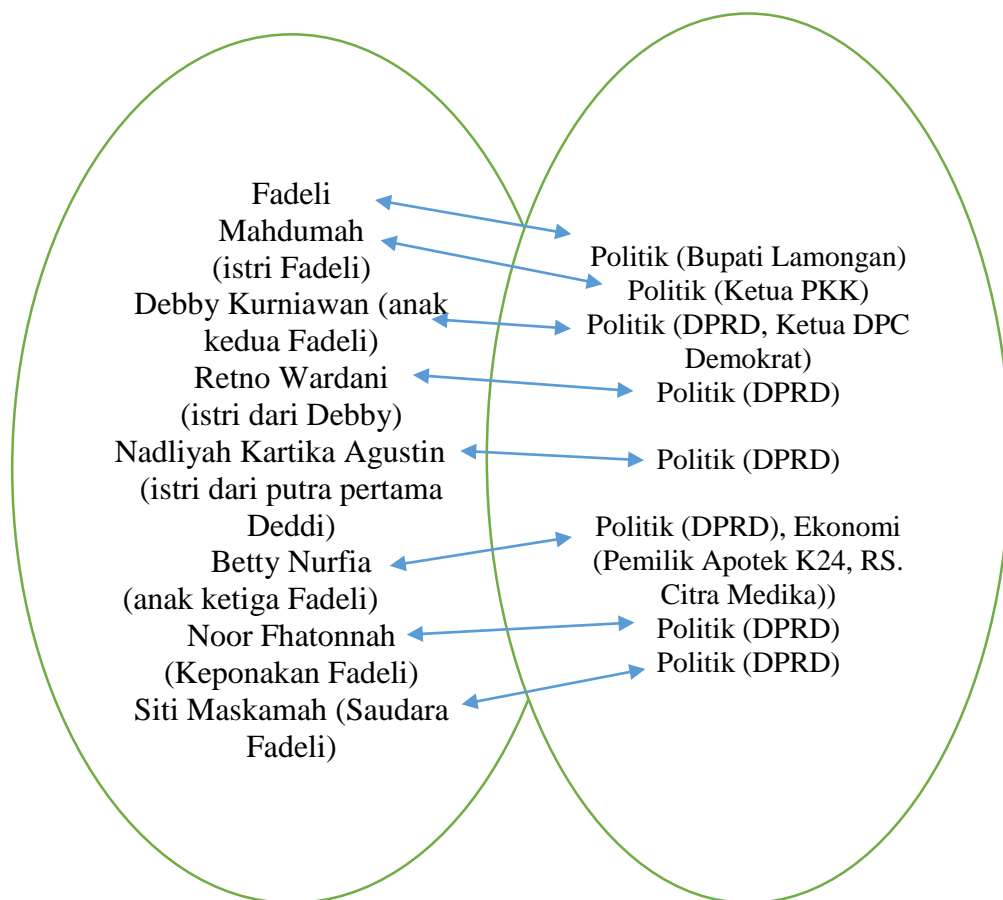 Fadeli
Mahdumah
(istri Fadeli)
Debby Kurniawan (anak
kedua Fadeli)
Retno Wardani
(istri dari Debby)
Nadliyah Kartika Agustin
(istri dari putra pertama
Deddi)
Betty Nurfia
(anak ketiga Fadeli)
Noor Fhatonnah
(Keponakan Fadeli)
Siti Maskamah (Saudara
Fadeli)
Politik (Bupati Lamongan)
Politik (Ketua PKK)
Politik (DPRD, Ketua DPC
Demokrat)
Politik (DPRD)
Politik (DPRD)
Politik (DPRD), Ekonomi
(Pemilik Apotek K24, RS.
Citra Medika))
Politik (DPRD)
Politik (DPRD)